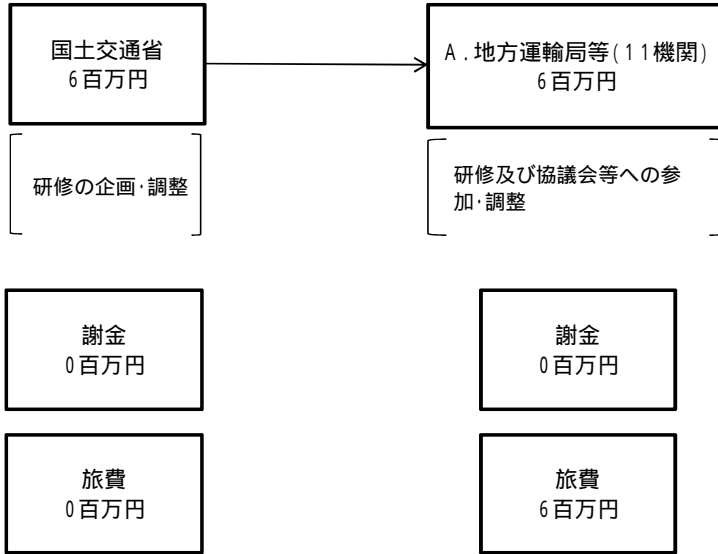 国土交通省
6百万円
A.地方運輸局等(11機関)
6百万円
研修の企画・調整
研修及び協議会等への参
加・調整
謝金
0百万円
謝金
0百万円
旅費
0百万円
旅費
6百万円